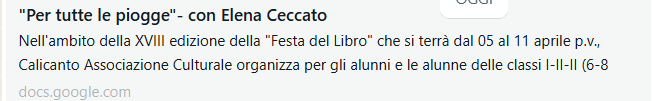 OGGI
"Per tutte le piogge"- con Elena Ceccato
Nell'ambito della XVIII edizione della "Festa del Libro" che si terrà dal 05 al 11 aprile p.v.,
Calicanto Associazione Culturale organizza per gli alunni e le alunne delle classi I-II-II (6-8
docs.google.com